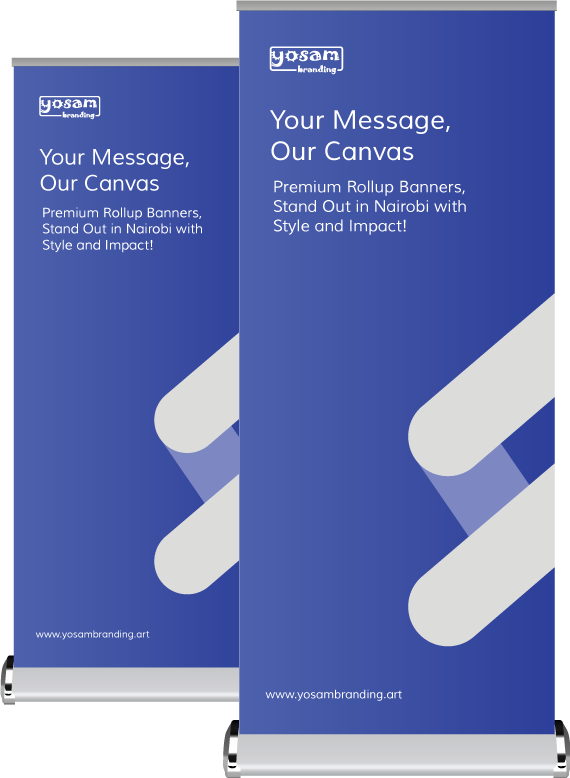 yosam
branding
Your Message,
Our Canvas
Premium Rollup Banners,
Stand Out in Nairobi with
Style and Impact!
www.yosambranding.art
yosam
branding
Your Message,
Our Canvas
Premium Rollup Banners,
Stand Out in Nairobi with
Style and Impact!
www.yosambranding.art